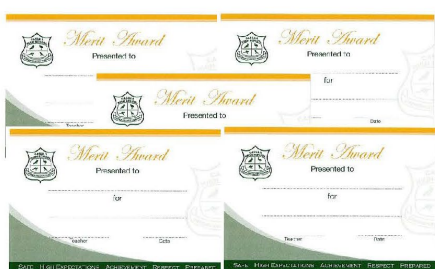 Merit Award
Presented to
Teacher
Merit Award
Presented to
for
Date
Merit Award
Presented to
Merit Award
Presented to
for
Teacher
Date
SAFE HIGH EXPECTATIONS ACHIEVEMENT RESPECT PREPARED
Merit Award
Presented to
for
Teacher
Date
SAFE HIGH EXPECTATIONS ACHIEVEMENT RESPECT PREPARED